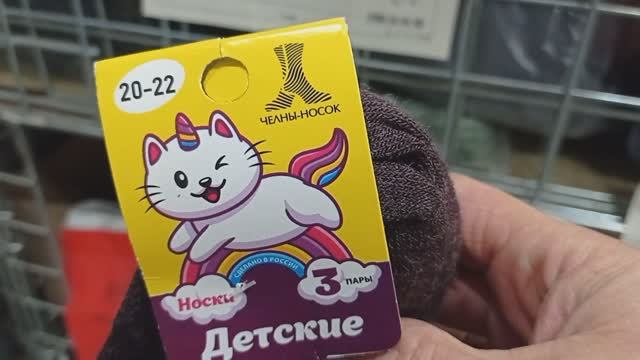 20-22
ЧЕЛНЫ-НОСОК
СДЕЛАНО В РОССИИ
Носки
3 ПАРЫ
Детские